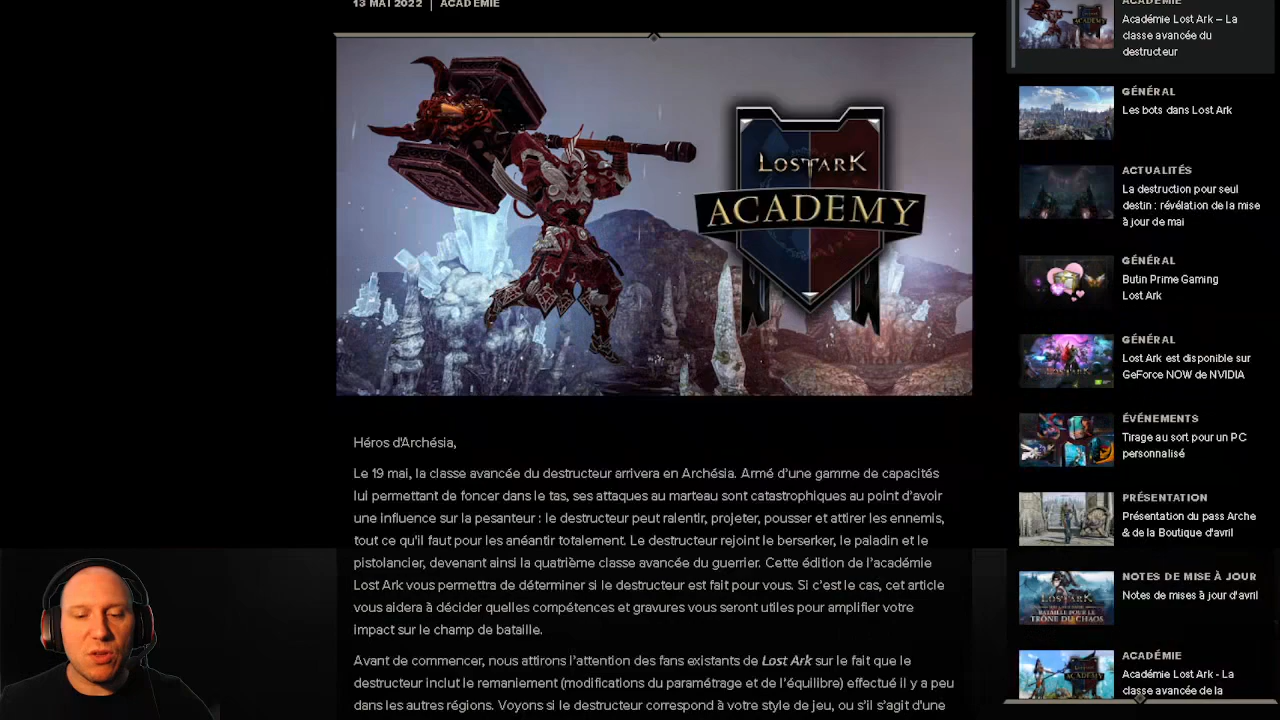 13 MAI 2022 | ACADÉMIE
LOST ARK
ACADEMY
Héros d'Archésia,
Le 19 mai, la classe avancée du destructeur arrivera en Archésia. Armé d'une gamme de capacités
lui permettant de foncer dans le tas, ses attaques au marteau sont catastrophiques au point d'avoir
une influence sur la pesanteur : le destructeur peut ralentir, projeter, pousser et attirer les ennemis,
tout ce qu'il faut pour les anéantir totalement. Le destructeur rejoint le berserker, le paladin et le
pistolancier, devenant ainsi la quatrième classe avancée du guerrier. Cette édition de l'académie
Lost Ark vous permettra de déterminer si le destructeur est fait pour vous. Si c'est le cas, cet article
vous aidera à décider quelles compétences et gravures vous seront utiles pour amplifier votre
impact sur le champ de bataille.
Avant de commencer, nous attirons l'attention des fans existants de Lost Ark sur le fait que le
destructeur inclut le remaniement (modifications du paramétrage et de l'équilibre) effectué il y a peu
dans les autres régions. Voyons si le destructeur correspond à votre style de jeu, ou s'il s'agit d'une
ACADÉMIE
Académie Lost Ark – La
classe avancée du
destructeur
GÉNÉRAL
Les bots dans Lost Ark
ACTUALITÉS
La destruction pour seul
destin : révélation de la mise
à jour de mai
GÉNÉRAL
Butin Prime Gaming
Lost Ark
GÉNÉRAL
Lost Ark est disponible sur
GeForce NOW de NVIDIA
ÉVÉNEMENTS
Tirage au sort pour un PC
personnalisé
PRÉSENTATION
Présentation du pass Arche
& de la Boutique d'avril
NOTES DE MISE À JOUR
Notes de mises à jour d'avril
LOST ARK
BATAILLE POUR LE
TRÔNE DU CHAOS
ACADÉMIE
Académie Lost Ark - La
classe avancée de la